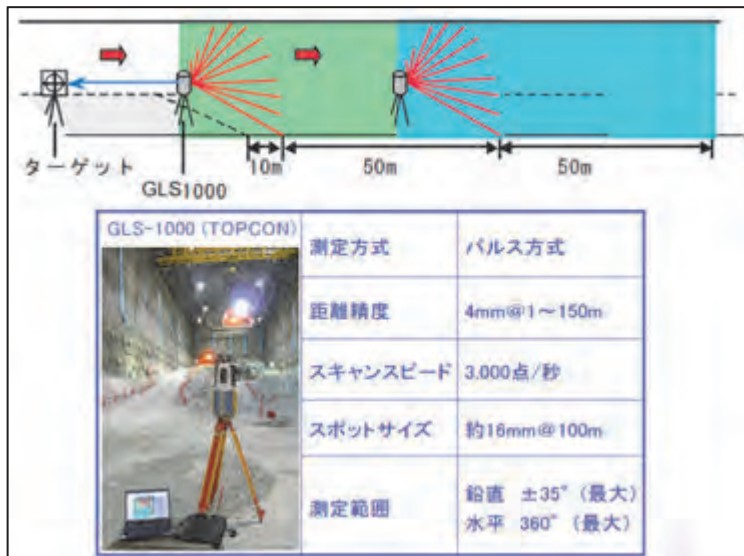 ターゲット
GLS1000
10m
50m
50m
GLS-1000 (TOPCON)
測定方式
パルス方式
距離精度
4mm@1～150m
スキャンスピード
3.000点/秒
スポットサイズ
約16mm@100m
測定範囲
鉛直 ±35° (最大)
水平 360° (最大)